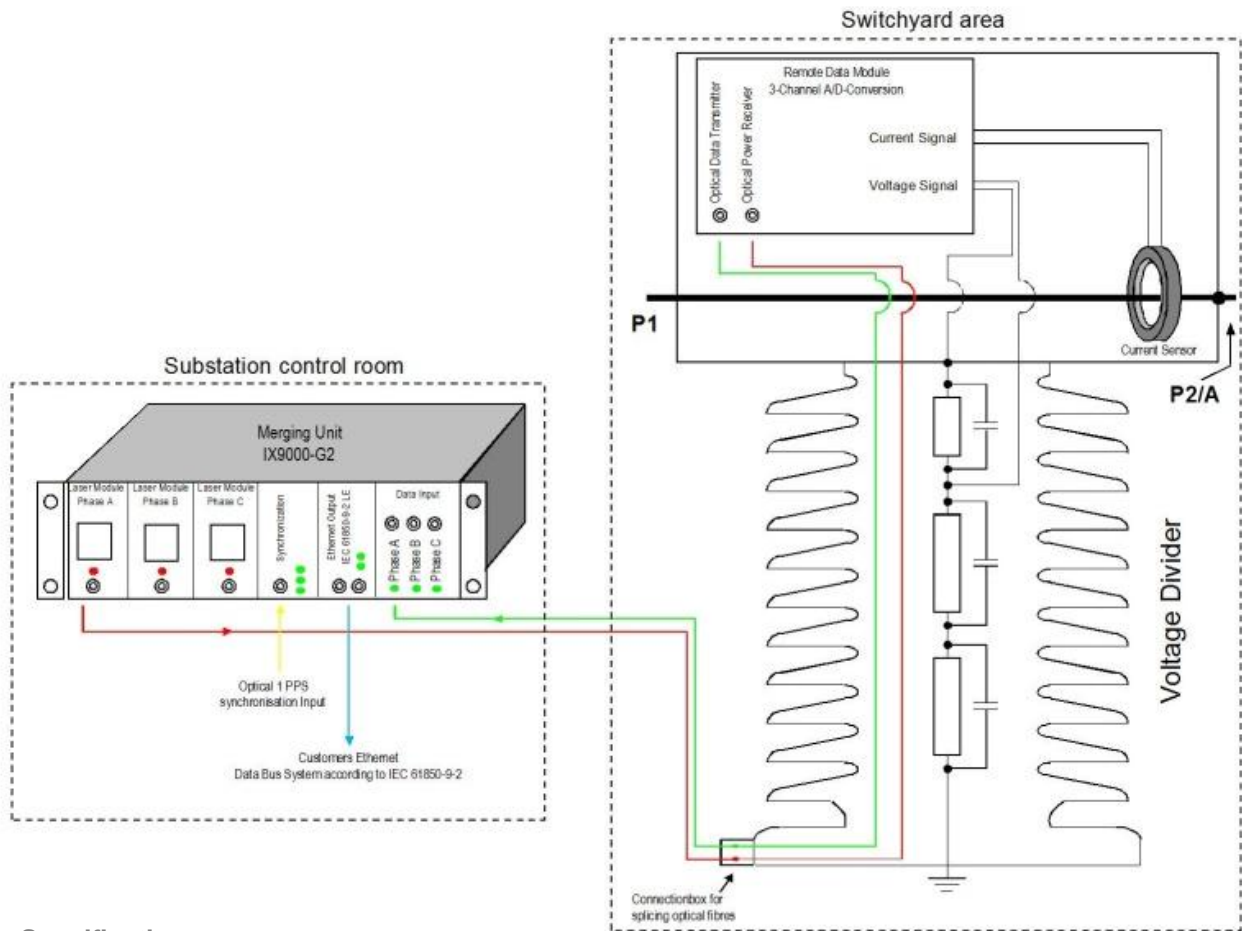 Switchyard area
Remote Data Module
3-Channel A/D-Conversion
Optical Data Transmitter
Optical Power Receiver
Current Signal
Voltage Signal
P1
Current Sensor
P2/A
Substation control room
Merging Unit
IX9000-G2
Laser Module
Phase A
Laser Module
Phase B
Laser Module
Phase C
Synchronization
Ethernet Output
IEC 61850-9-2 LE
Data Input
Phase A
Phase B
Phase C
Voltage Divider
Optical 1 PPS
synchronisation Input
Customers Ethernet
Data Bus System according to IEC 61850-9-2
Connectionbox for
splicing optical fibres